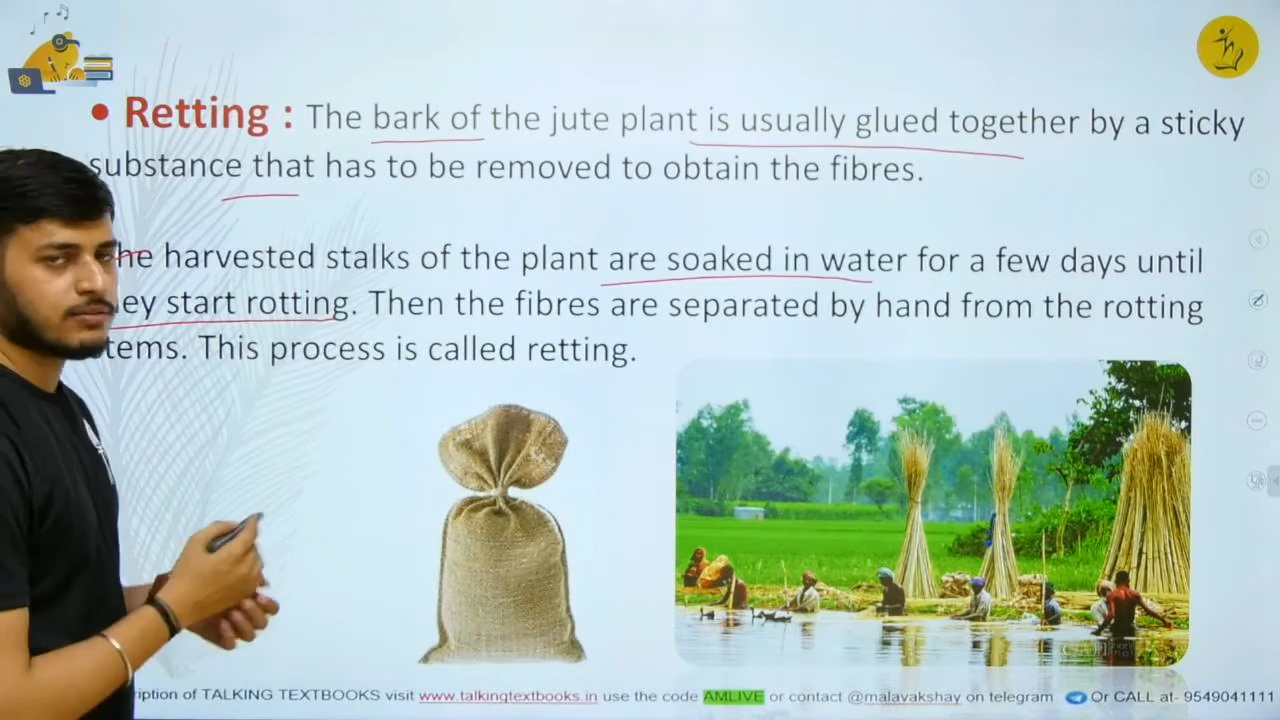 • Retting : The bark of the jute plant is usually glued together by a sticky
substance that has to be removed to obtain the fibres.
he harvested stalks of the plant are soaked in water for a few days until
hey start rotting. Then the fibres are separated by hand from the rotting
tems. This process is called retting.
iption of TALKING TEXTBOOKS visit www.talkingtextbooks.in use the code AMLIVE or contact @malavakshay on telegram Or CALL at- 9549041111